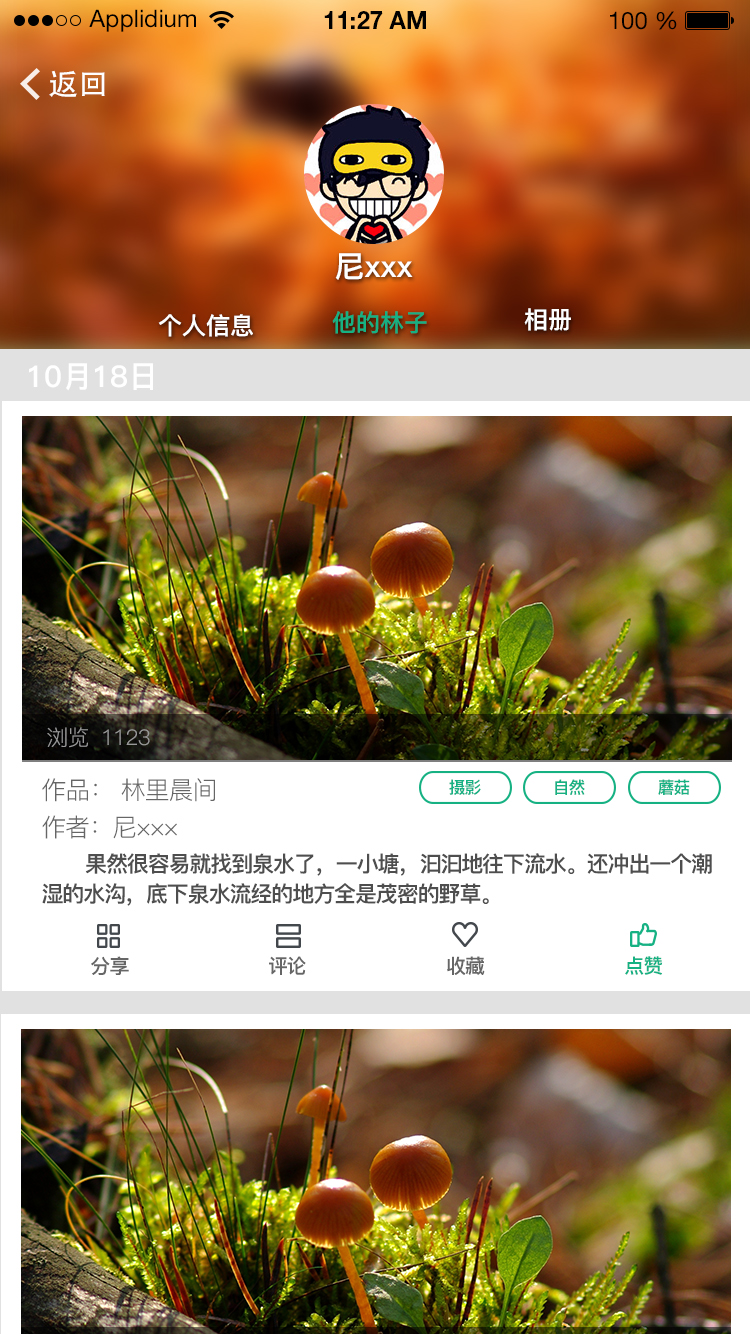 Applidium 11:27 AM 100 %
返回
尼xxx
个人信息 他的林子 相册
10月18日
浏览 1123
作品： 林里晨间 摄影 自然 蘑菇
作者：尼xxx
果然很容易就找到泉水了，一小塘，汩汩地往下流水。还冲出一个潮
湿的水沟，底下泉水流经的地方全是茂密的野草。
分享 评论 收藏 点赞